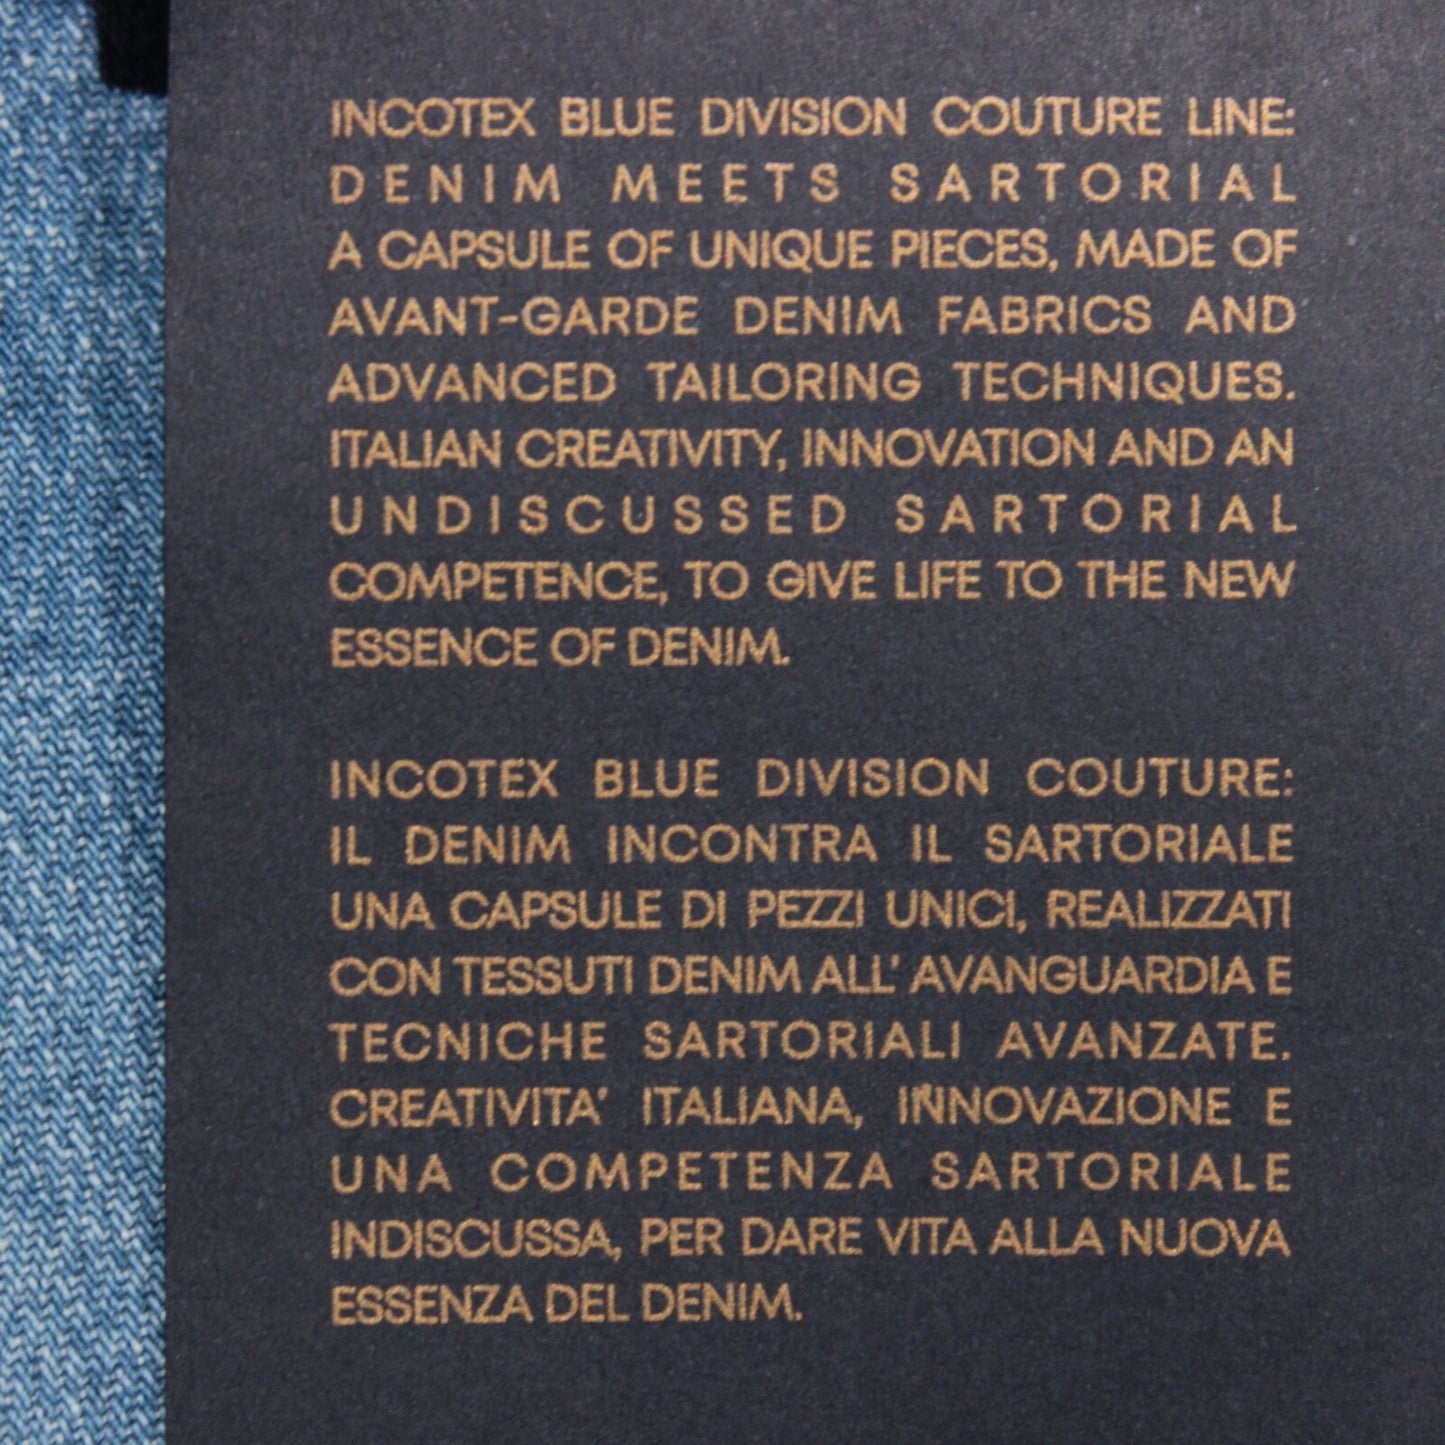 INCOTEX BLUE DIVISION COUTURE LINE:
DENIM MEETS SARTORIAL
A CAPSULE OF UNIQUE PIECES, MADE OF
AVANT-GARDE DENIM FABRICS AND
ADVANCED TAILORING TECHNIQUES.
ITALIAN CREATIVITY, INNOVATION AND AN
UNDISCUSSED SARTORIAL
COMPETENCE, TO GIVE LIFE TO THE NEW
ESSENCE OF DENIM.
INCOTEX BLUE DIVISION COUTURE:
IL DENIM INCONTRA IL SARTORIALE
UNA CAPSULE DI PEZZI UNICI, REALIZZATI
CON TESSUTI DENIM ALL' AVANGUARDIA E
TECNICHE SARTORIALI AVANZATE.
CREATIVITA' ITALIANA, INNOVAZIONE E
UNA COMPETENZA SARTORIALE
INDISCUSSA, PER DARE VITA ALLA NUOVA
ESSENZA DEL DENIM.